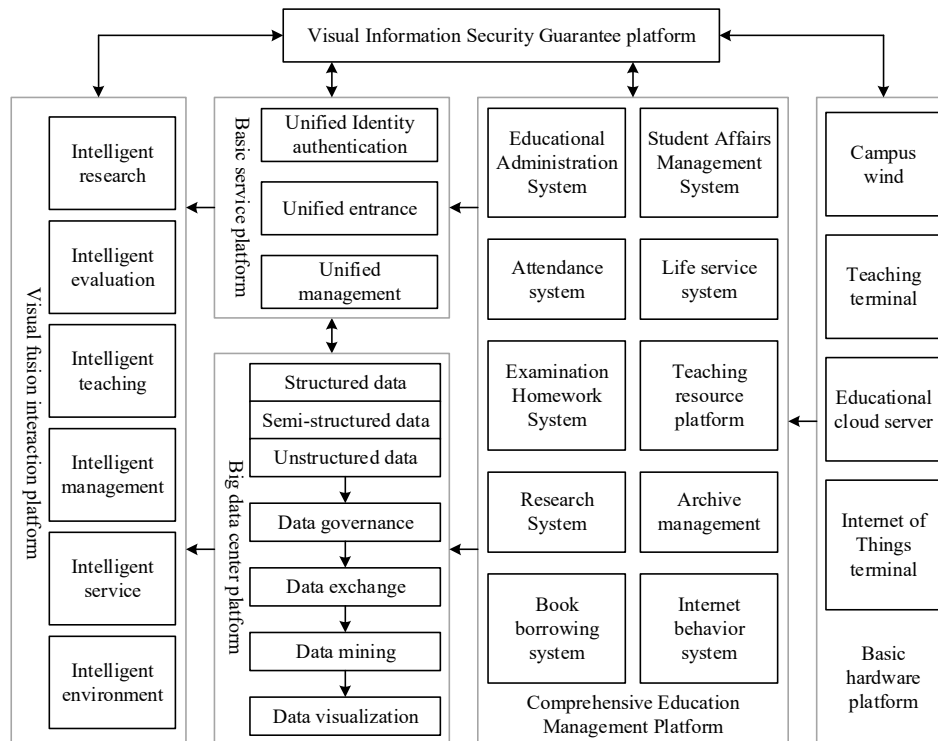 Visual Information Security Guarantee platform
Visual fusion interaction platform
Intelligent
research
Intelligent
evaluation
Intelligent
teaching
Intelligent
management
Intelligent
service
Intelligent
environment
Basic service platform
Unified Identity
authentication
Unified entrance
Unified
management
Big data center platform
Structured data
Semi-structured data
Unstructured data
Data governance
Data exchange
Data mining
Data visualization
Educational
Administration
System
Student Affairs
Management
System
Attendance
system
Life service
system
Examination
Homework
System
Teaching
resource
platform
Research
System
Archive
management
Book
borrowing
system
Internet
behavior
system
Comprehensive Education
Management Platform
Campus
wind
Teaching
terminal
Educational
cloud server
Internet of
Things
terminal
Basic
hardware
platform